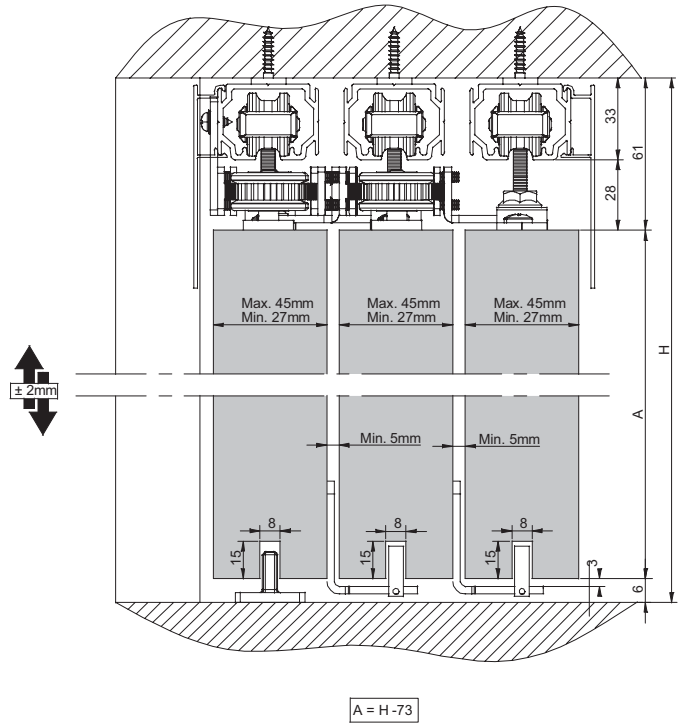 33
61
28
Max. 45mm
Min. 27mm
Max. 45mm
Min. 27mm
Max. 45mm
Min. 27mm
H
± 2mm
A
Min. 5mm
Min. 5mm
8
8
8
15
15
15
3
6
A = H -73